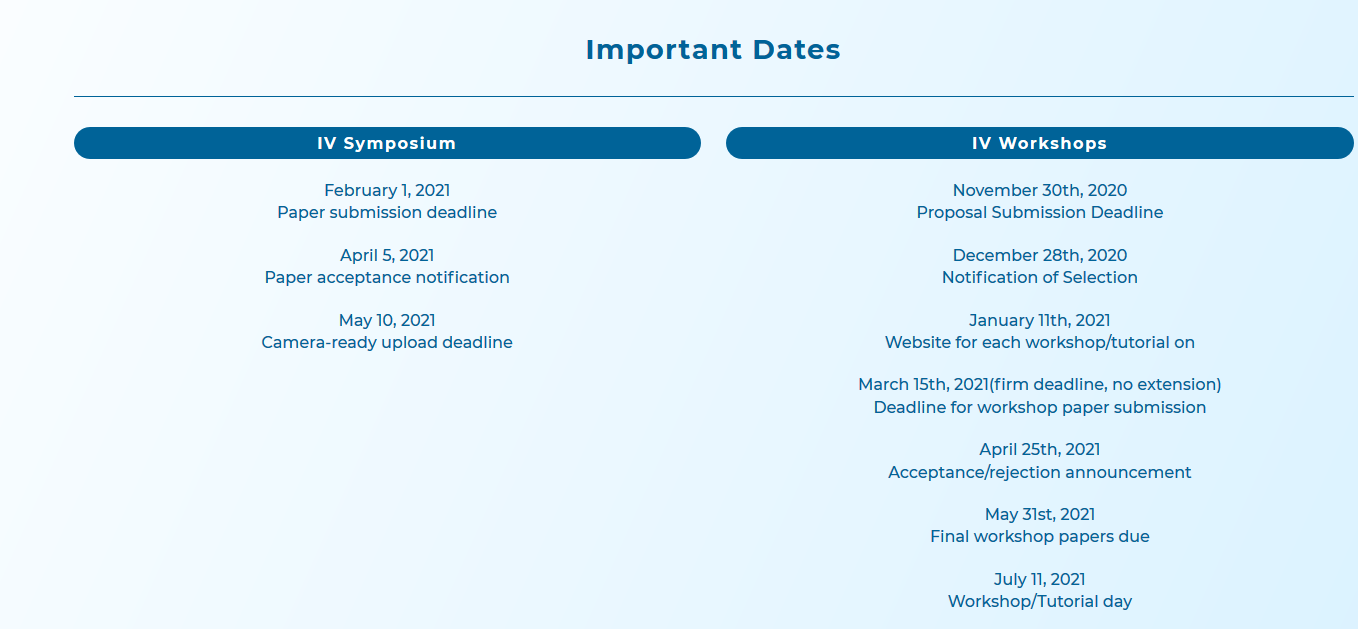 Important Dates
IV Symposium
February 1, 2021
Paper submission deadline
April 5, 2021
Paper acceptance notification
May 10, 2021
Camera-ready upload deadline
IV Workshops
November 30th, 2020
Proposal Submission Deadline
December 28th, 2020
Notification of Selection
January 11th, 2021
Website for each workshop/tutorial on
March 15th, 2021(firm deadline, no extension)
Deadline for workshop paper submission
April 25th, 2021
Acceptance/rejection announcement
May 31st, 2021
Final workshop papers due
July 11, 2021
Workshop/Tutorial day